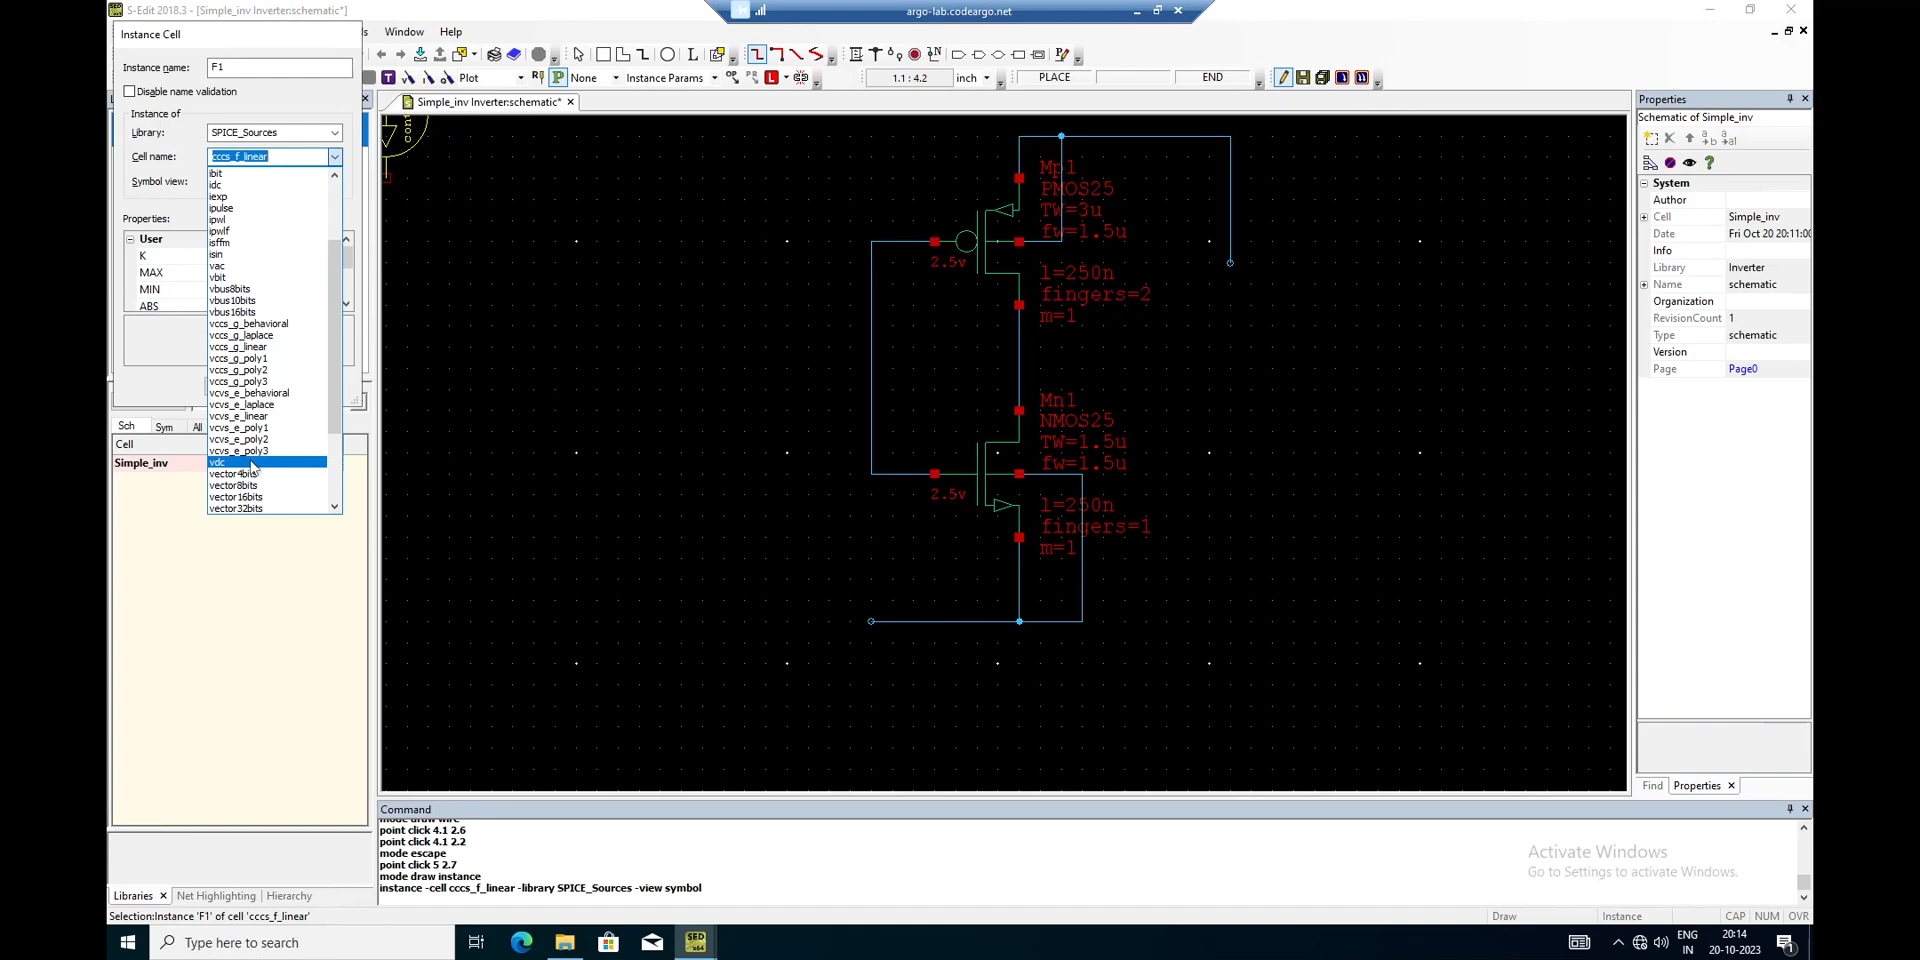 S-Edit 2018.3 - [Simple_inv Inverter:schematic*]
argo-lab.codeargo.net
Instance Cell
Window Help
Instance name: F1
Disable name validation
Instance of
Library: SPICE_Sources
Cell name: cccs_f_linear
Symbol view:
Properties:
User
K
MAX
MIN
ABS
ibit
idc
iexp
ipulse
ipwl
ipwlf
isffm
isin
vac
vbit
vbus8bits
vbus10bits
vbus16bits
vccs_g_behavioral
vccs_g_laplace
vccs_g_linear
vccs_g_poly1
vccs_g_poly2
vccs_g_poly3
vcvs_e_behavioral
vcvs_e_laplace
vcvs_e_linear
vcvs_e_poly1
vcvs_e_poly2
vcvs_e_poly3
vdc
vector4bits
vector8bits
vector16bits
vector32bits
Plot None Instance Params 1.1 : 4.2 inch PLACE END
Simple_inv Inverter:schematic*
Sch Sym All
Cell
Simple_inv
Mp1
PMOS25
TW=3u
fw=1.5u
2.5v
l=250n
fingers=2
m=1
Mn1
NMOS25
TW=1.5u
fw=1.5u
2.5v
l=250n
fingers=1
m=1
Properties
Schematic of Simple_inv
System
Author
Cell Simple_inv
Date Fri Oct 20 20:11:00
Info
Library Inverter
Name schematic
Organization
RevisionCount 1
Type schematic
Version
Page Page0
Find Properties
Command
mode draw wire
point click 4.1 2.6
point click 4.1 2.2
mode escape
point click 5 2.7
mode draw instance
instance -cell cccs_f_linear -library SPICE_Sources -view symbol
Activate Windows
Go to Settings to activate Windows.
Libraries Net Highlighting Hierarchy
Selection:Instance 'F1' of cell 'cccs_f_linear'
Draw Instance CAP NUM OVR
Type here to search
ENG
IN
20:14
20-10-2023